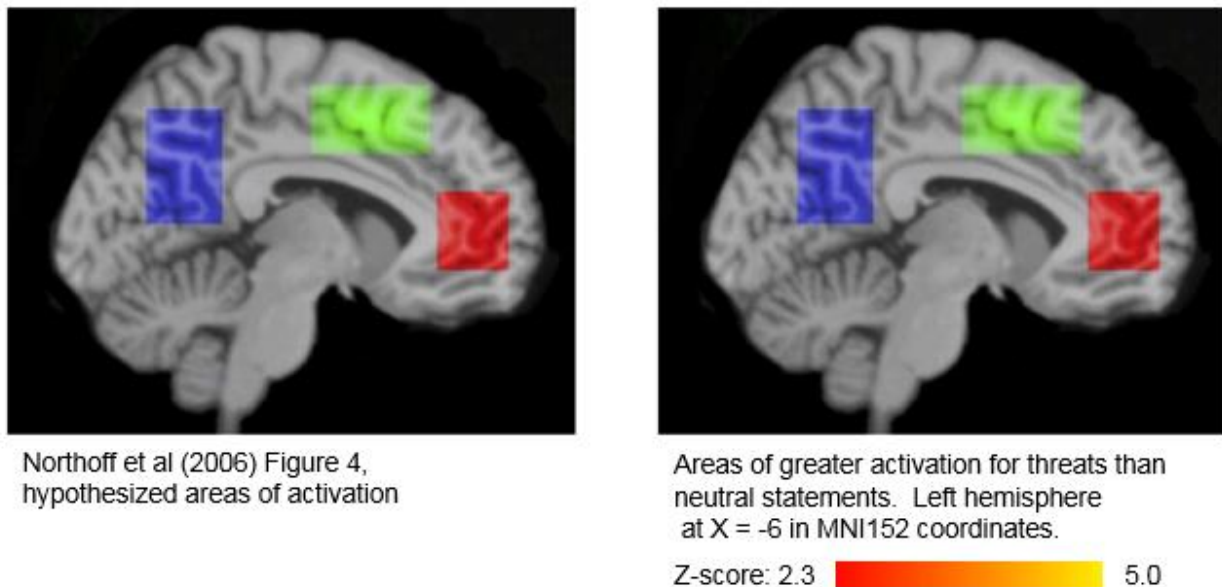 Northoff et al (2006) Figure 4,
hypothesized areas of activation
Areas of greater activation for threats than
neutral statements. Left hemisphere
at X = -6 in MNI152 coordinates.
Z-score: 2.3 5.0